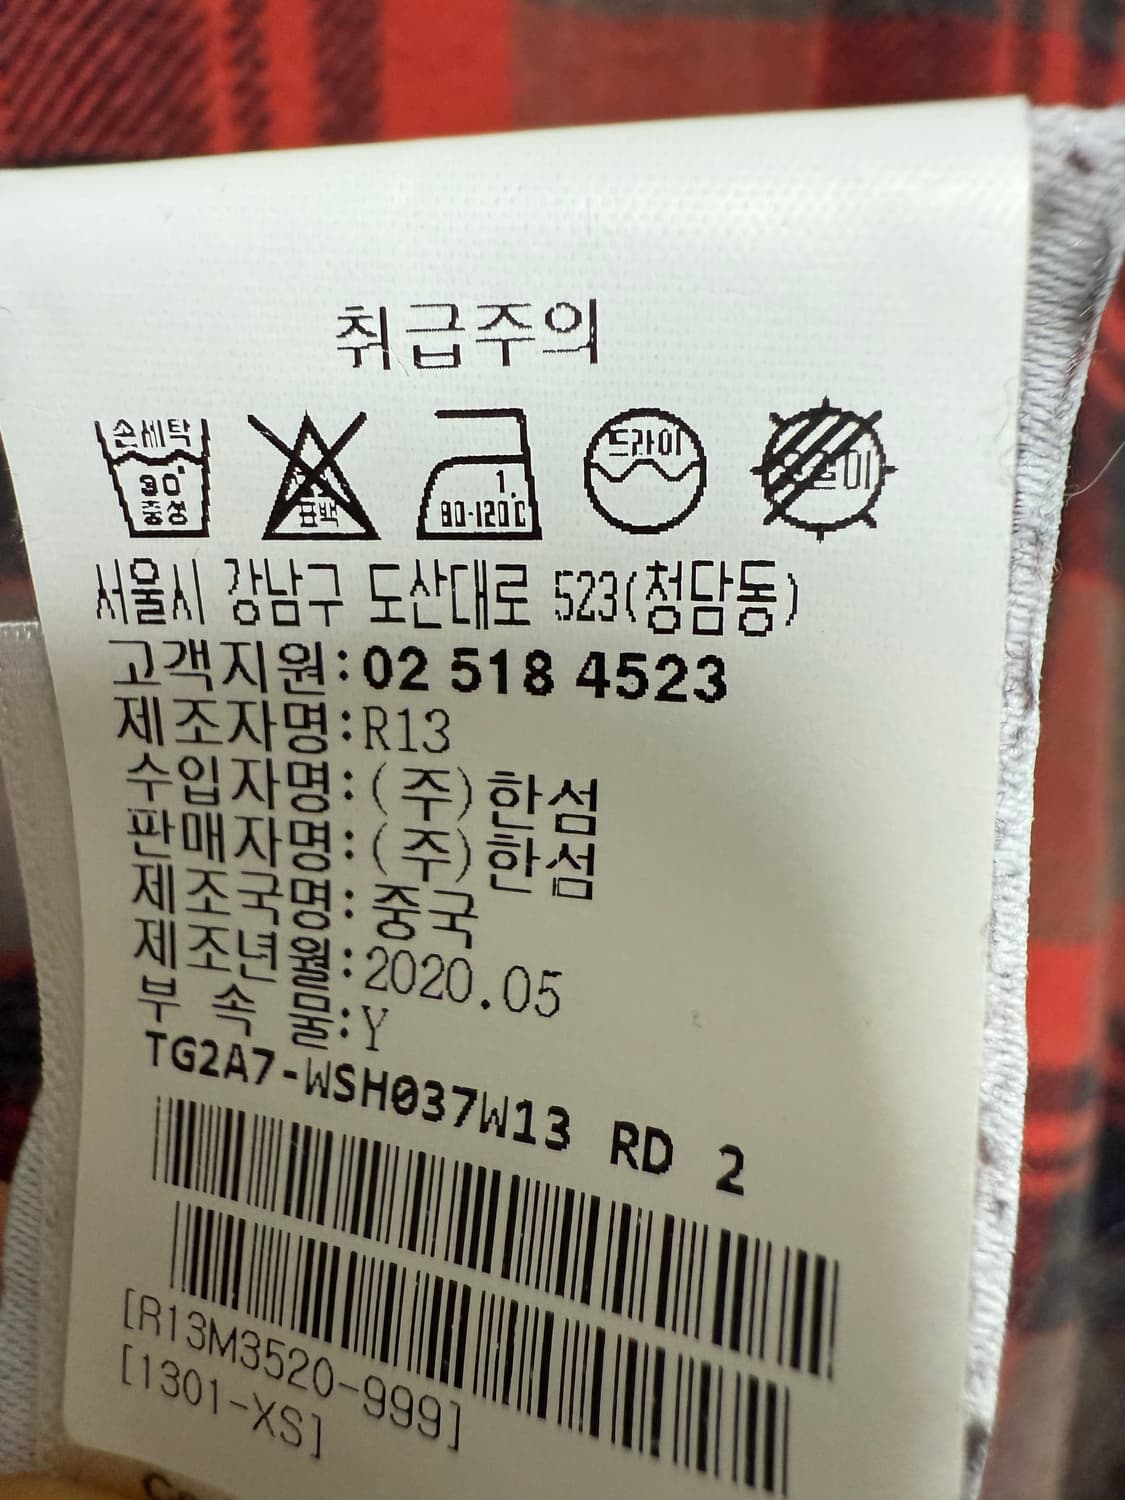 취급주의
손세탁 30° 중성
표백
1. 80-120℃
드라이
서울시 강남구 도산대로 523(청담동)
고객지원:02 518 4523
제조자명:R13
수입자명:(주)한섬
판매자명:(주)한섬
제조국명:중국
제조년월:2020.05
부 속 물:Y
TG2A7-WSH037W13 RD 2
[R13M3520-999]
[1301-XS]